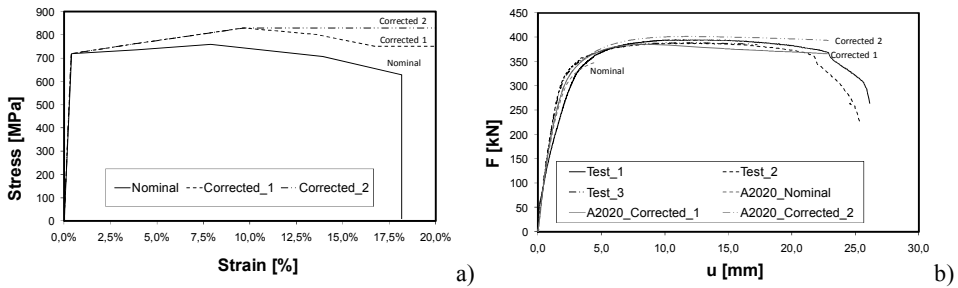 Stress [MPa]
900
800
700
600
500
400
300
200
100
0
Corrected 2
Corrected 1
Nominal
Nominal Corrected_1 Corrected_2
0,0% 2,5% 5,0% 7,5% 10,0% 12,5% 15,0% 17,5% 20,0%
Strain [%]
a)
F [kN]
450
400
350
300
250
200
150
100
50
0
Corrected 2
Corrected 1
Nominal
Test_1 Test_2
Test_3 A2020_Nominal
A2020_Corrected_1 A2020_Corrected_2
0,0 5,0 10,0 15,0 20,0 25,0 30,0
u [mm]
b)